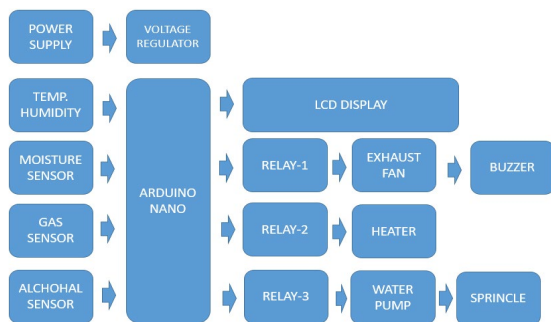 POWER
SUPPLY
VOLTAGE
REGULATOR
TEMP.
HUMIDITY
LCD DISPLAY
MOISTURE
SENSOR
ARDUINO
NANO
RELAY-1
EXHAUST
FAN
BUZZER
GAS
SENSOR
RELAY-2
HEATER
ALCHOHAL
SENSOR
RELAY-3
WATER
PUMP
SPRINCLE